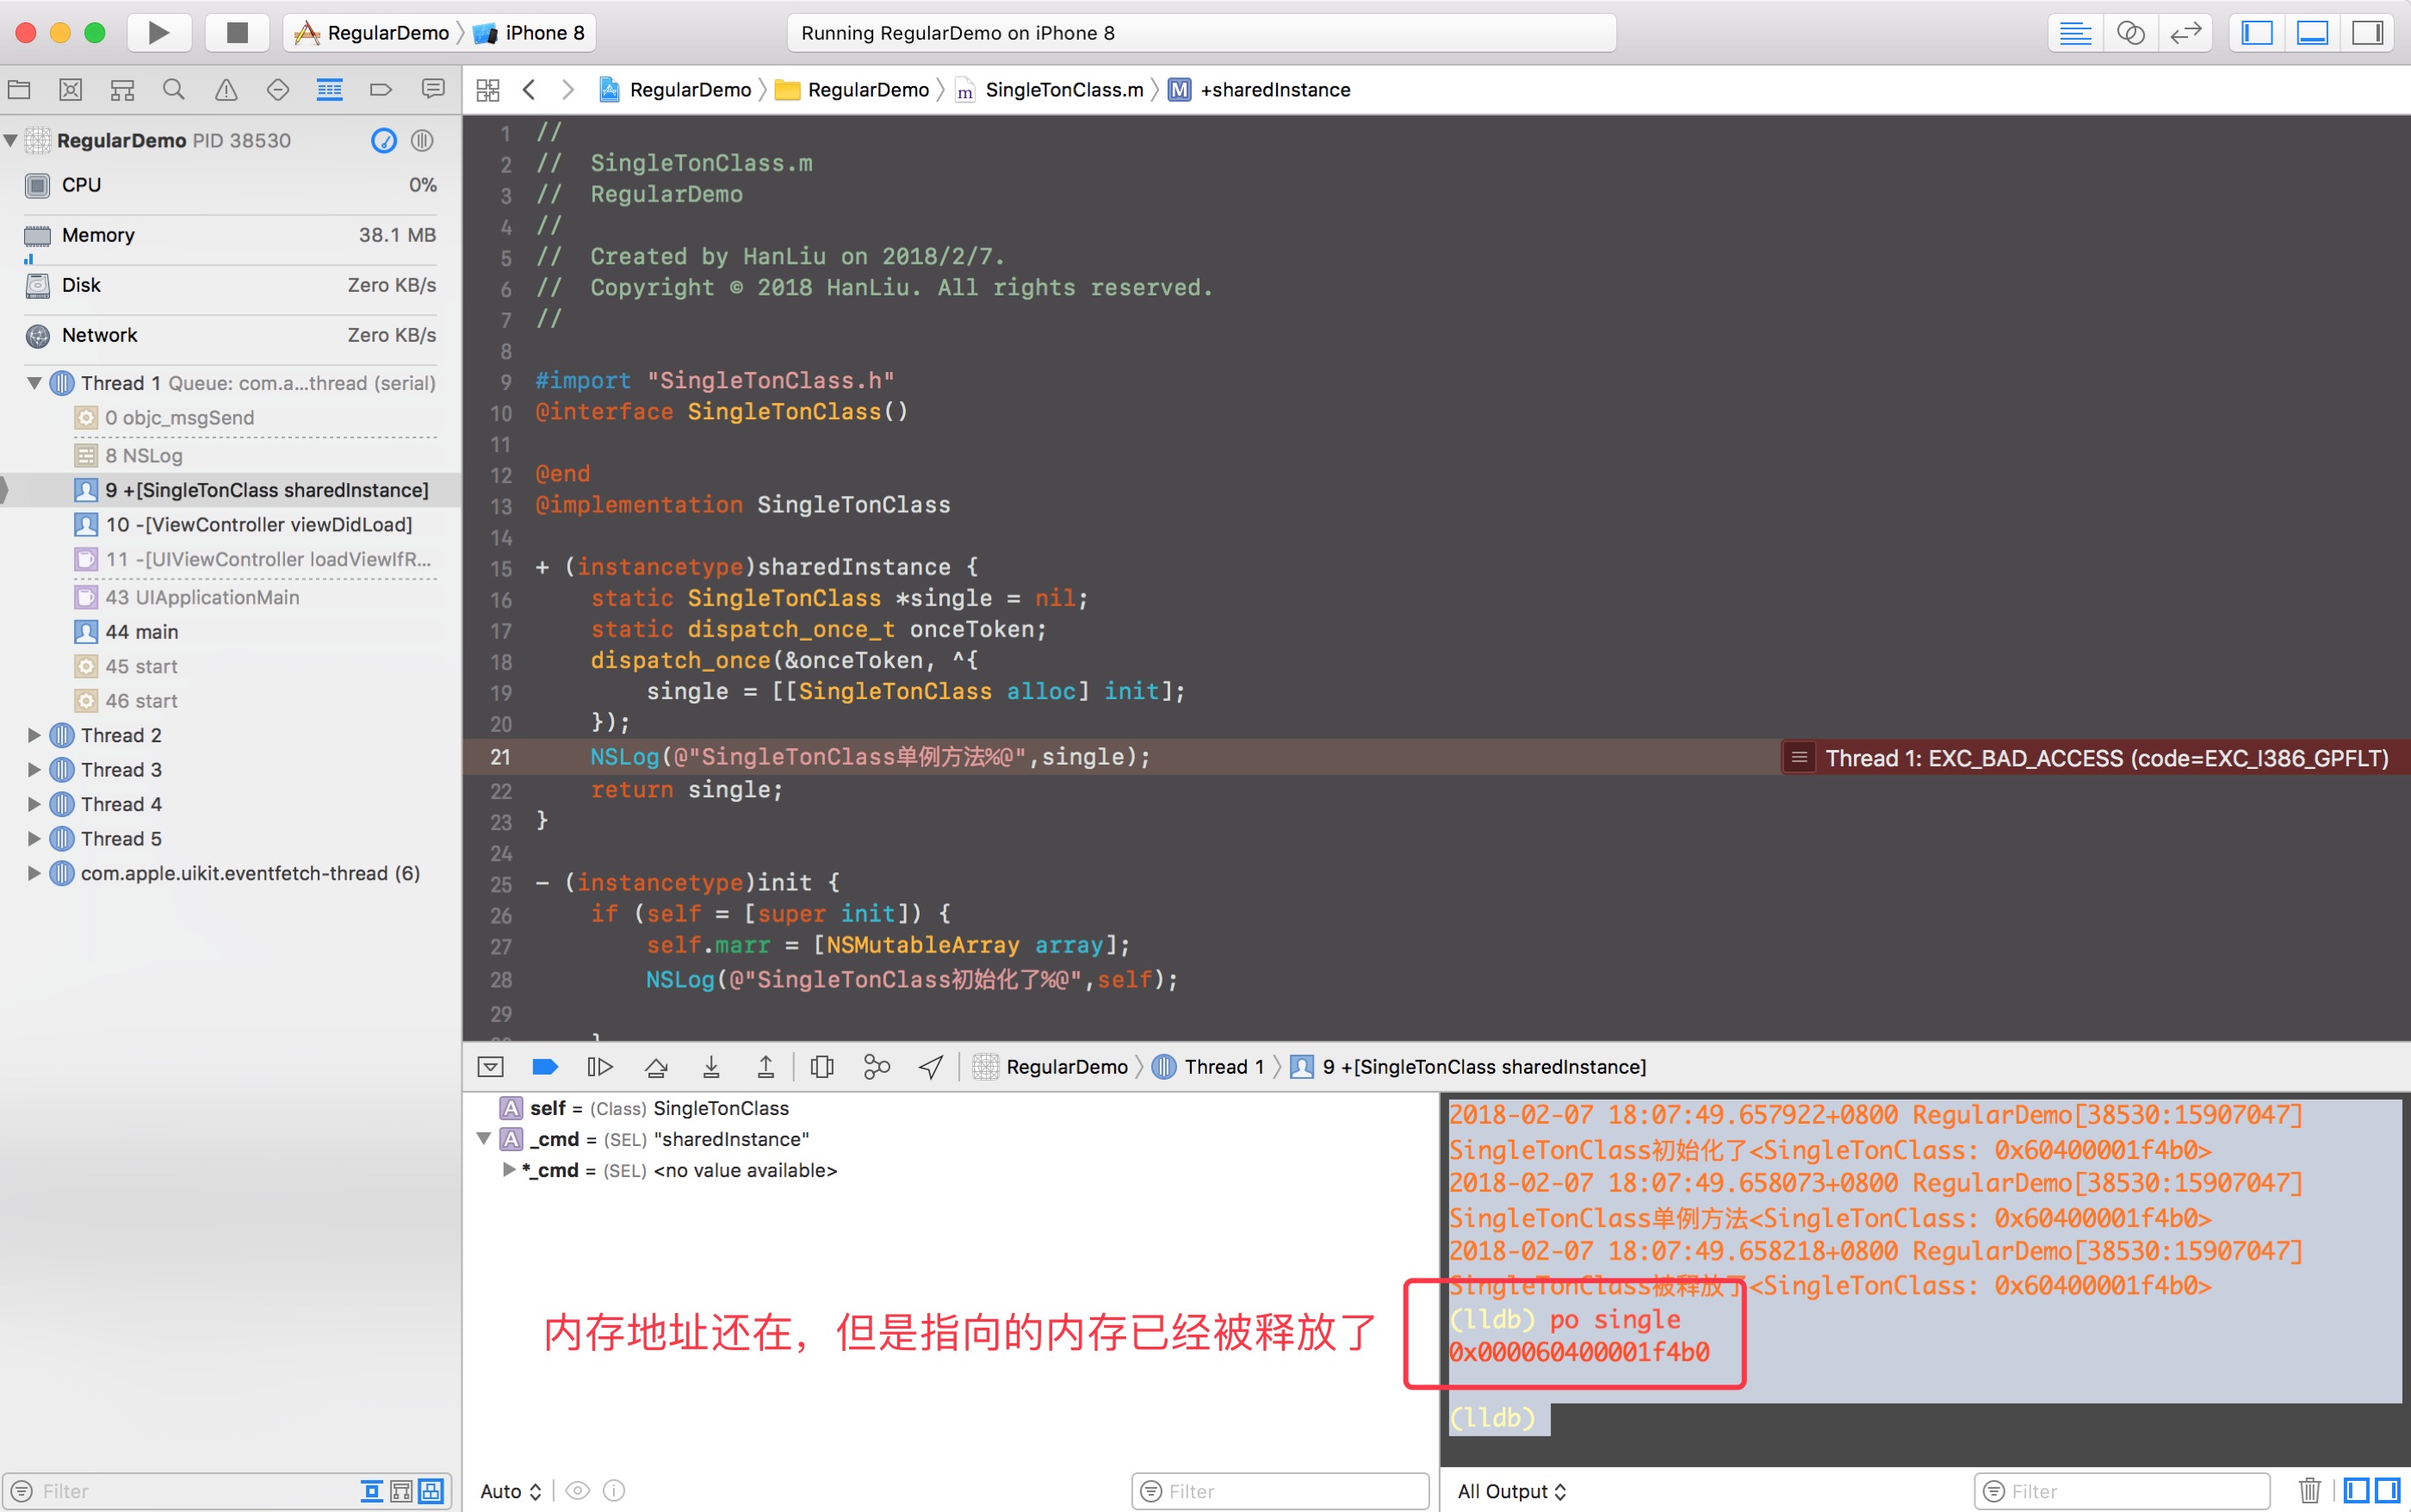 RegularDemo 〉 iPhone 8
Running RegularDemo on iPhone 8
RegularDemo 〉 RegularDemo 〉 SingleTonClass.m 〉 M +sharedInstance
RegularDemo PID 38530
CPU 0%
Memory 38.1 MB
Disk Zero KB/s
Network Zero KB/s
Thread 1 Queue: com.a...thread (serial)
0 objc_msgSend
8 NSLog
9 +[SingleTonClass sharedInstance]
10 -[ViewController viewDidLoad]
11 -[UIViewController loadViewIfR...
43 UIApplicationMain
44 main
45 start
46 start
Thread 2
Thread 3
Thread 4
Thread 5
com.apple.uikit.eventfetch-thread (6)
Filter
1 //
2 //  SingleTonClass.m
3 //  RegularDemo
4 //
5 //  Created by HanLiu on 2018/2/7.
6 //  Copyright © 2018 HanLiu. All rights reserved.
7 //
8
9 #import "SingleTonClass.h"
10 @interface SingleTonClass()
11
12 @end
13 @implementation SingleTonClass
14
15 + (instancetype)sharedInstance {
16     static SingleTonClass *single = nil;
17     static dispatch_once_t onceToken;
18     dispatch_once(&onceToken, ^{
19         single = [[SingleTonClass alloc] init];
20     });
21     NSLog(@"SingleTonClass单例方法%@",single);
Thread 1: EXC_BAD_ACCESS (code=EXC_I386_GPFLT)
22     return single;
23 }
24
25 - (instancetype)init {
26     if (self = [super init]) {
27         self.marr = [NSMutableArray array];
28         NSLog(@"SingleTonClass初始化了%@",self);
29
RegularDemo 〉 Thread 1 〉 9 +[SingleTonClass sharedInstance]
A self = (Class) SingleTonClass
A _cmd = (SEL) "sharedInstance"
*_cmd = (SEL) <no value available>
内存地址还在，但是指向的内存已经被释放了
Auto
Filter
2018-02-07 18:07:49.657922+0800 RegularDemo[38530:15907047]
SingleTonClass初始化了<SingleTonClass: 0x60400001f4b0>
2018-02-07 18:07:49.658073+0800 RegularDemo[38530:15907047]
SingleTonClass单例方法<SingleTonClass: 0x60400001f4b0>
2018-02-07 18:07:49.658218+0800 RegularDemo[38530:15907047]
SingleTonClass被释放了<SingleTonClass: 0x60400001f4b0>
(lldb) po single
0x000060400001f4b0
(lldb)
All Output
Filter